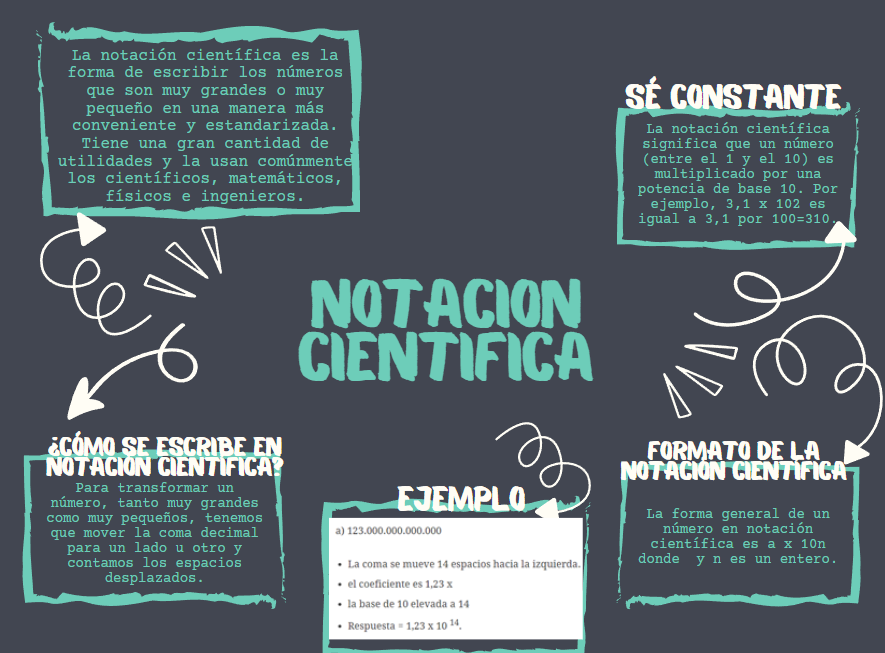 La notación científica es la
forma de escribir los números
que son muy grandes o muy
pequeño en una manera más
conveniente y estandarizada.
Tiene una gran cantidad de
utilidades y la usan comúnmente
los científicos, matemáticos,
físicos e ingenieros.
SÉ CONSTANTE
La notación científica
significa que un número
(entre el 1 y el 10) es
multiplicado por una
potencia de base 10. Por
ejemplo, 3,1 x 102 es
igual a 3,1 por 100=310.
NOTACION
CIENTIFICA
¿CÓMO SE ESCRIBE EN
NOTACION CIENTIFICA?
Para transformar un
número, tanto muy grandes
como muy pequeños, tenemos
que mover la coma decimal
para un lado u otro y
contamos los espacios
desplazados.
EJEMPLO
a) 123.000.000.000.000
• La coma se mueve 14 espacios hacia la izquierda.
• el coeficiente es 1,23 x
• la base de 10 elevada a 14
• Respuesta = 1,23 x 10 ¹⁴.
FORMATO DE LA
NOTACION CIENTIFICA
La forma general de un
número en notación
científica es a x 10n
donde  y n es un entero.